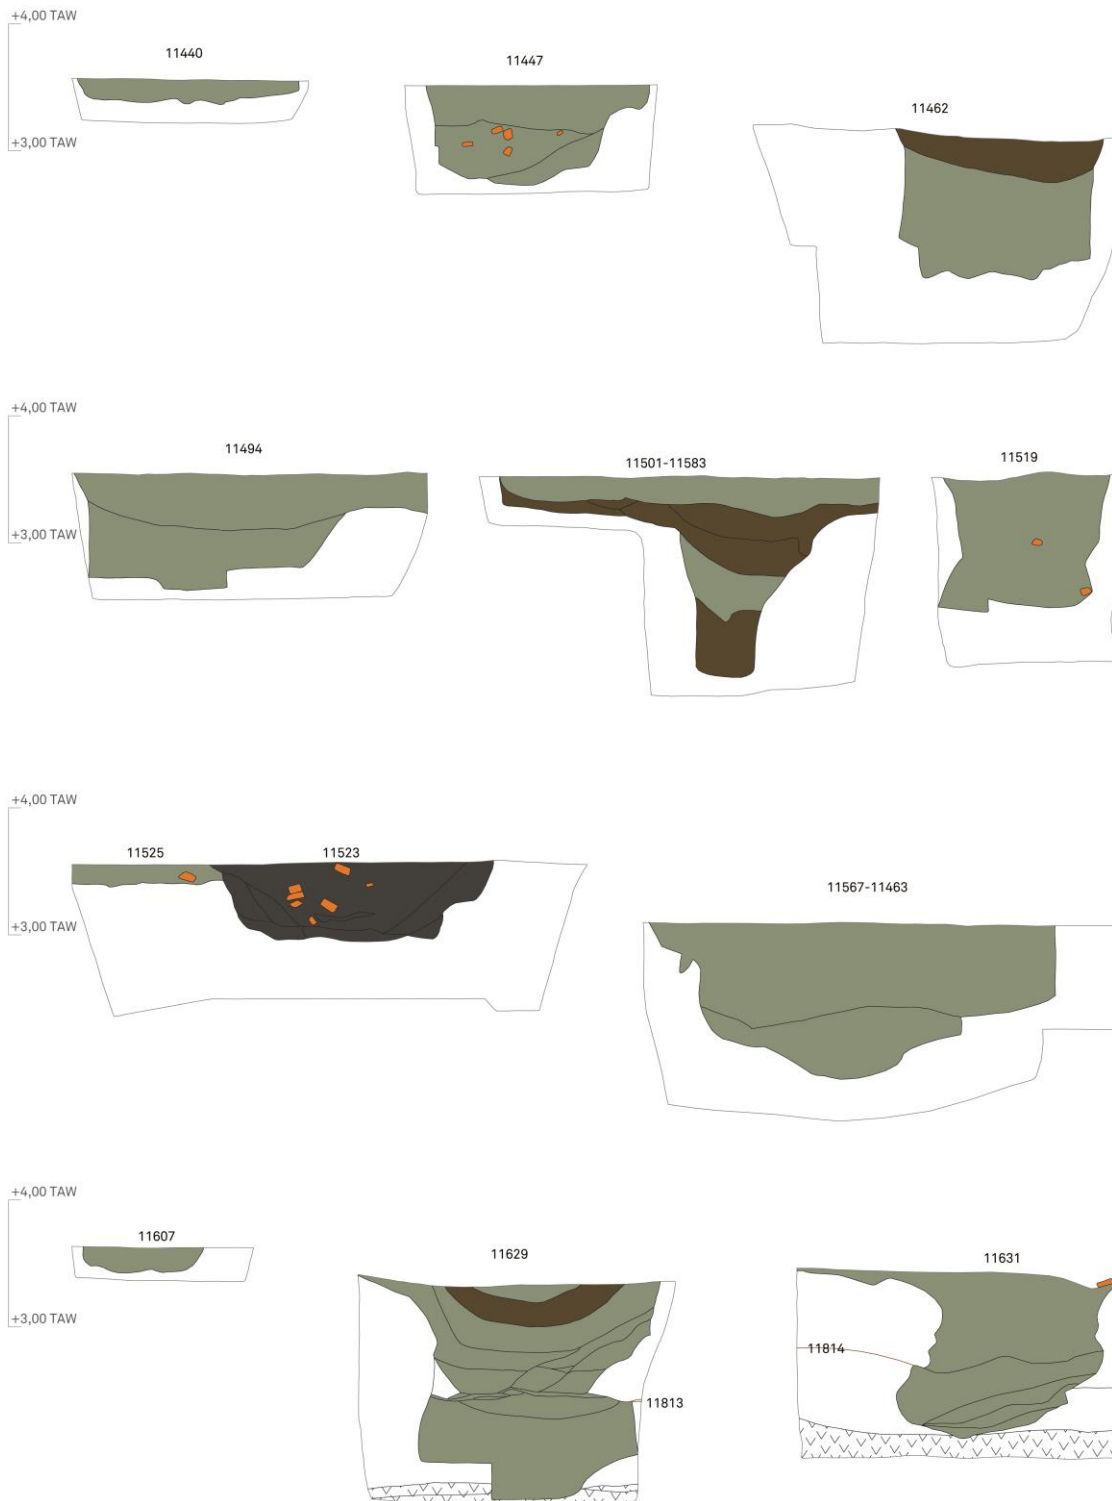 +4,00 TAW
11440
11447
11462
+3,00 TAW
+4,00 TAW
11494
11501-11583
11519
+3,00 TAW
+4,00 TAW
11525
11523
11567-11463
+3,00 TAW
+4,00 TAW
11607
11629
11631
+3,00 TAW
11814
11813